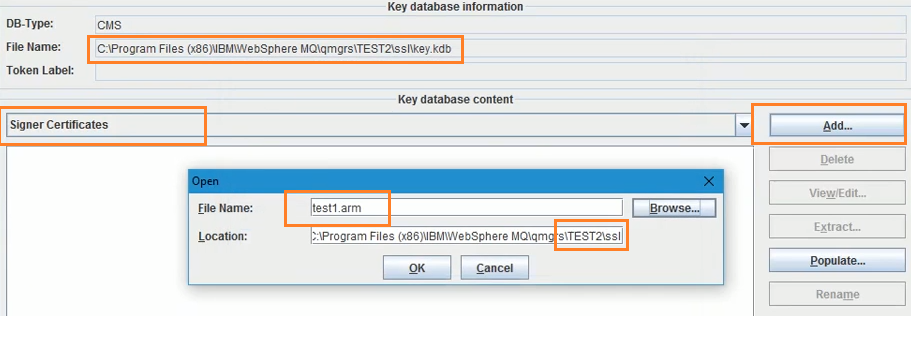 Key database information
DB-Type: CMS
File Name: C:\Program Files (x86)\IBM\WebSphere MQ\qmgrs\TEST2\ssl\key.kdb
Token Label:
Key database content
Signer Certificates
Add...
Delete
View/Edit...
Extract...
Populate...
Rename
Open
File Name: test1.arm Browse...
Location: C:\Program Files (x86)\IBM\WebSphere MQ\qmgrs\TEST2\ssl
OK Cancel